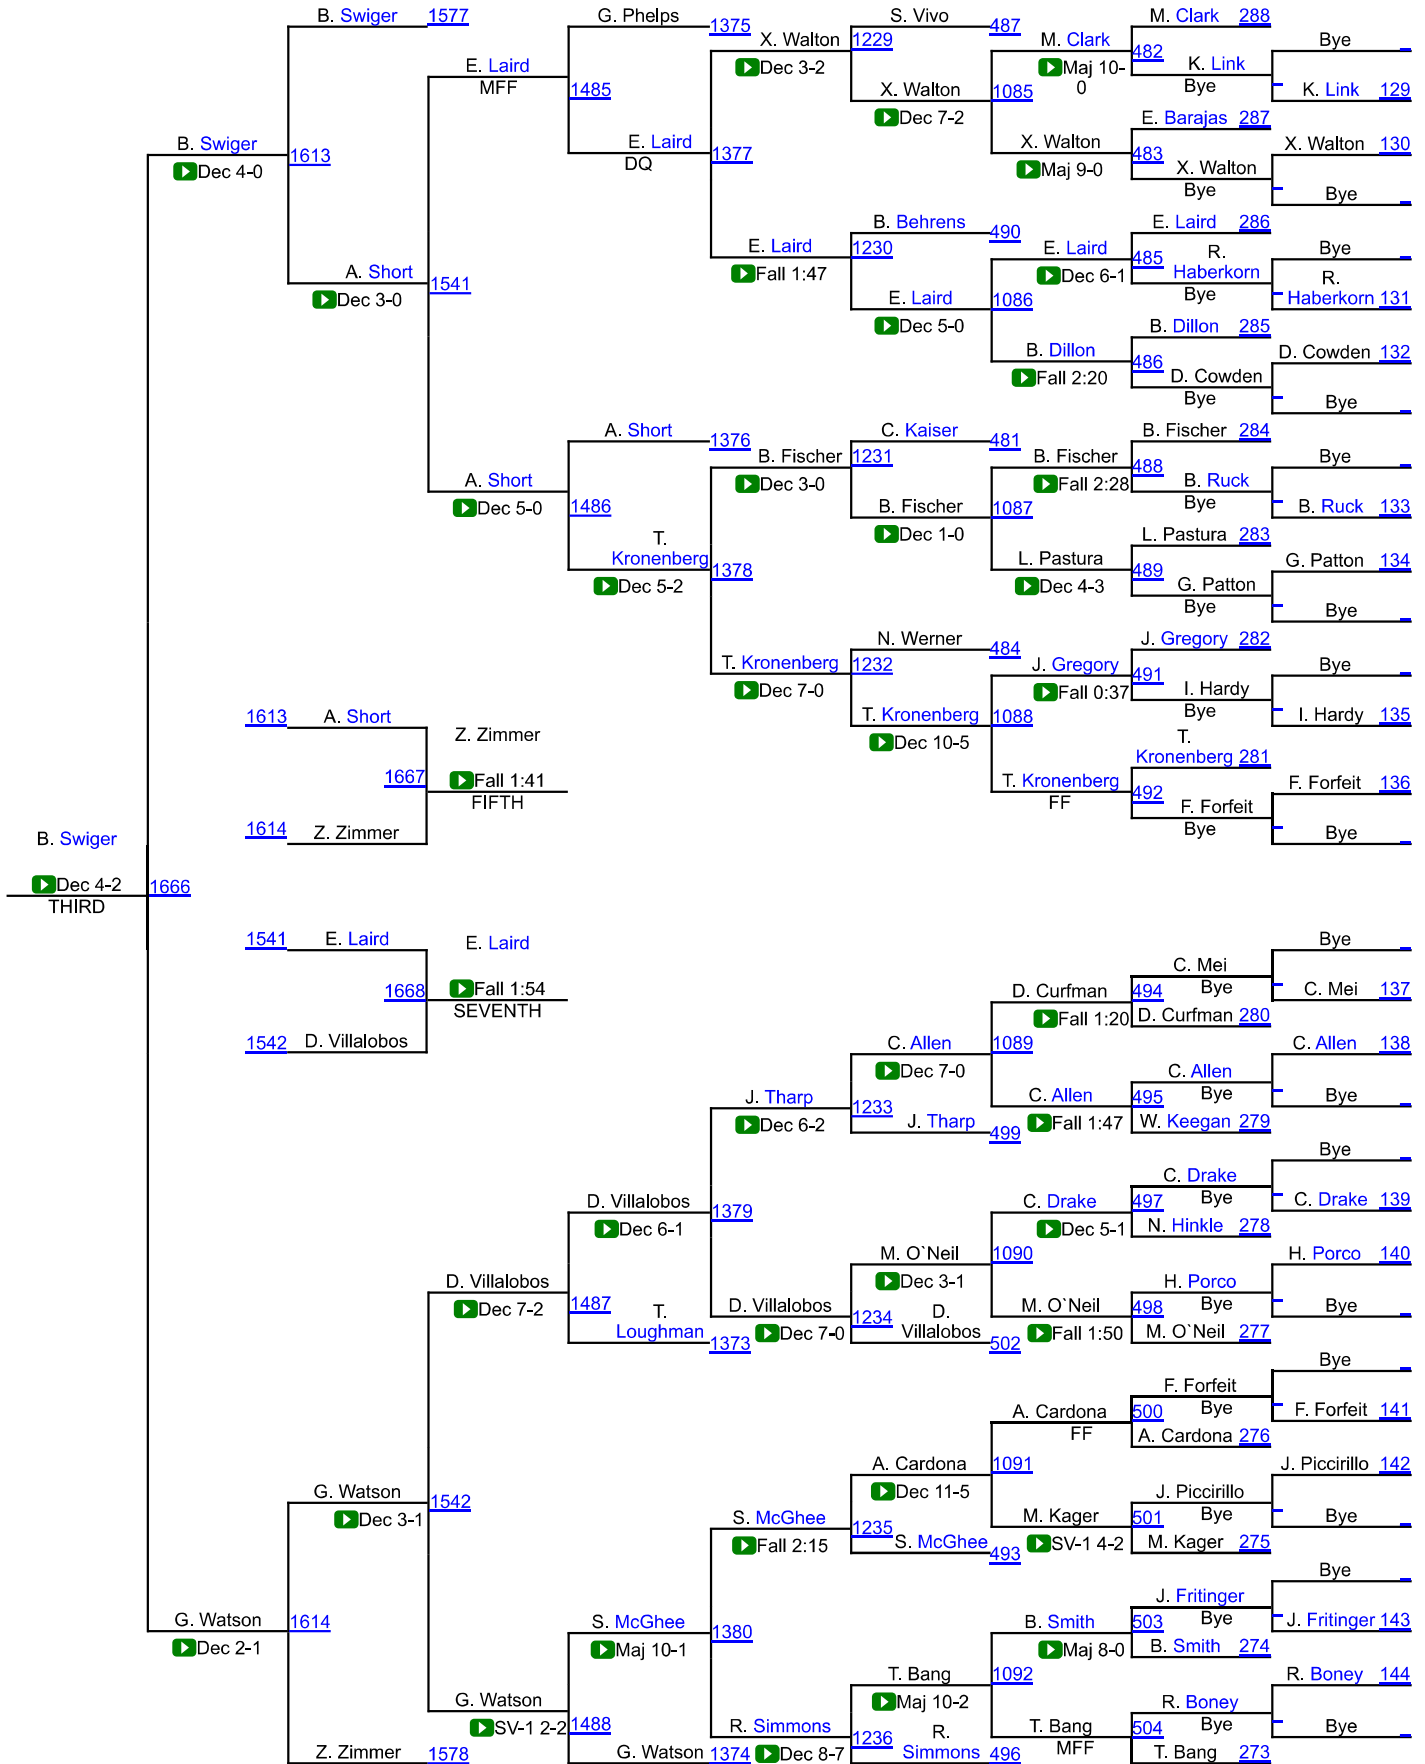 B. Swiger 1577
G. Phelps 1375
S. Vivo 487
M. Clark 288
X. Walton 1229
M. Clark 482
Bye
E. Laird
MFF
1485
Dec 3-2
Maj 10-
0
K. Link
Bye
K. Link 129
X. Walton 1085
Dec 7-2
E. Barajas 287
B. Swiger 1613
Dec 4-0
E. Laird
DQ
1377
X. Walton 483
Maj 9-0
X. Walton
Bye
X. Walton 130
Bye
B. Behrens 490
E. Laird 286
E. Laird 1230
Fall 1:47
E. Laird 485
Dec 6-1
R.
Haberkorn
Bye
Bye
R.
Haberkorn 131
A. Short 1541
Dec 3-0
E. Laird 1086
Dec 5-0
B. Dillon 285
B. Dillon 486
Fall 2:20
D. Cowden
Bye
D. Cowden 132
Bye
A. Short 1376
C. Kaiser 481
B. Fischer 284
B. Fischer 1231
Dec 3-0
B. Fischer 488
Fall 2:28
Bye
A. Short 1486
Dec 5-0
B. Ruck
Bye
B. Ruck 133
B. Fischer 1087
Dec 1-0
T.
Kronenberg 1378
Dec 5-2
L. Pastura 283
L. Pastura 489
Dec 4-3
G. Patton
Bye
G. Patton 134
Bye
N. Werner 484
J. Gregory 282
T. Kronenberg 1232
Dec 7-0
J. Gregory 491
Fall 0:37
I. Hardy
Bye
Bye
I. Hardy 135
1613 A. Short
Z. Zimmer
T. Kronenberg 1088
Dec 10-5
T.
Kronenberg 281
1667
Fall 1:41
FIFTH
T. Kronenberg 492
FF
F. Forfeit
Bye
F. Forfeit 136
Bye
1614 Z. Zimmer
B. Swiger
Dec 4-2
THIRD
1666
1541 E. Laird
E. Laird
1668
Fall 1:54
SEVENTH
1542 D. Villalobos
Bye
C. Mei
Bye
C. Mei 137
D. Curfman 494
Fall 1:20
D. Curfman 280
C. Allen 1089
Dec 7-0
C. Allen
Bye
C. Allen 138
Bye
J. Tharp 1233
Dec 6-2
C. Allen 495
Fall 1:47
W. Keegan 279
J. Tharp 499
Bye
C. Drake
Bye
C. Drake 139
D. Villalobos 1379
Dec 6-1
C. Drake 497
Dec 5-1
N. Hinkle 278
M. O`Neil 1090
Dec 3-1
H. Porco
Bye
H. Porco 140
Bye
D. Villalobos 1487
Dec 7-2
D. Villalobos 1234
Dec 7-0
M. O`Neil 498
Fall 1:50
M. O`Neil 277
T.
Loughman 1373
D.
Villalobos 502
Bye
F. Forfeit
Bye
F. Forfeit 141
A. Cardona 500
FF
A. Cardona 276
A. Cardona 1091
Dec 11-5
J. Piccirillo
Bye
J. Piccirillo 142
Bye
G. Watson 1542
Dec 3-1
S. McGhee 1235
Fall 2:15
M. Kager 501
SV-1 4-2
M. Kager 275
S. McGhee 493
Bye
J. Fritinger
Bye
J. Fritinger 143
G. Watson 1614
Dec 2-1
S. McGhee 1380
Maj 10-1
B. Smith 503
Maj 8-0
B. Smith 274
T. Bang 1092
Maj 10-2
R. Boney
Bye
R. Boney 144
Bye
G. Watson 1488
SV-1 2-2
R. Simmons 1236
Dec 8-7
T. Bang 504
MFF
T. Bang 273
Z. Zimmer 1578
G. Watson 1374
R.
Simmons 496